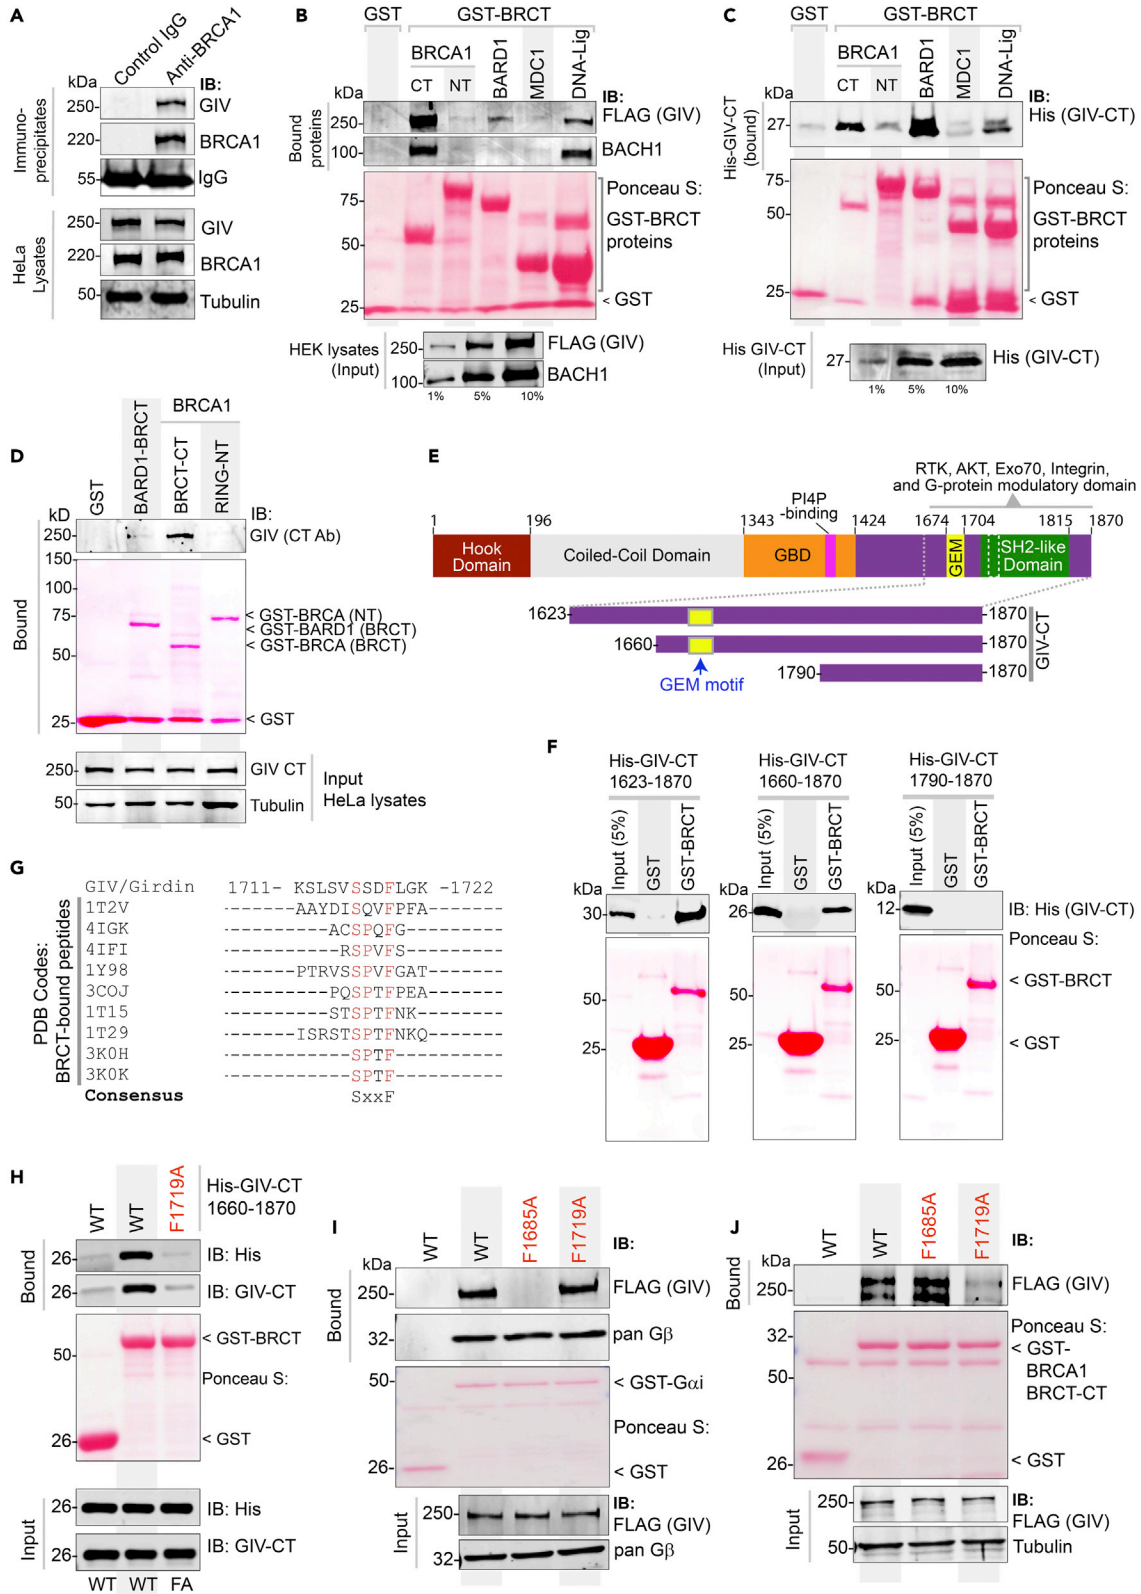 A
Control IgG
Anti-BRCA1
kDa
IB:
Immuno-
precipitates
250-
GIV
220-
BRCA1
55-
IgG
HeLa
Lysates
250-
GIV
220-
BRCA1
50-
Tubulin
B
GST
GST-BRCT
BRCA1
CT
NT
BARD1
MDC1
DNA-Lig
kDa
IB:
Bound
proteins
250-
FLAG (GIV)
100-
BACH1
75-
50-
25-
Ponceau S:
GST-BRCT
proteins
< GST
HEK lysates
(Input)
250-
FLAG (GIV)
100-
BACH1
1%
5%
10%
C
GST
GST-BRCT
BRCA1
CT
NT
BARD1
MDC1
DNA-Lig
kDa
IB:
His-GIV-CT
(bound)
27-
His (GIV-CT)
75-
50-
25-
Ponceau S:
GST-BRCT
proteins
< GST
His GIV-CT
(Input)
27-
His (GIV-CT)
1%
5%
10%
D
GST
BARD1-BRCT
BRCA1
BRCT-CT
RING-NT
kD
IB:
Bound
250-
GIV (CT Ab)
150-
100-
75-
50-
25-
< GST-BRCA (NT)
< GST-BARD1 (BRCT)
< GST-BRCA (BRCT)
< GST
250-
GIV CT
50-
Tubulin
Input
HeLa lysates
E
RTK, AKT, Exo70, Integrin,
and G-protein modulatory domain
PI4P
-binding
1
196
1343
1424
1674
1704
1815
1870
Hook
Domain
Coiled-Coil Domain
GBD
GEM
SH2-like
Domain
1623-
-1870
1660-
-1870
1790-
-1870
GIV-CT
GEM motif
F
His-GIV-CT
1623-1870
His-GIV-CT
1660-1870
His-GIV-CT
1790-1870
Input (5%)
GST
GST-BRCT
Input (5%)
GST
GST-BRCT
Input (5%)
GST
GST-BRCT
kDa
30-
50-
25-
kDa
26-
50-
25-
kDa
12-
50-
25-
IB: His (GIV-CT)
Ponceau S:
< GST-BRCT
< GST
G
PDB Codes:
BRCT-bound peptides
GIV/Girdin 1711- KSLSVSSDFLGK -1722
1T2V AAYDISQVFPFA
4IGK ACSPQFG
4IFI RSPVFS
1Y98 PTRVSSPVFGAT
3COJ PQSPTFPEA
1T15 STSPTFNK
1T29 ISRSTSPTFNKQ
3K0H SPTF
3K0K SPTF
Consensus SxxF
H
WT
WT
F1719A
His-GIV-CT
1660-1870
Bound
26-
IB: His
26-
IB: GIV-CT
50-
26-
< GST-BRCT
Ponceau S:
< GST
Input
26-
IB: His
26-
IB: GIV-CT
WT
WT
FA
I
WT
WT
F1685A
F1719A
IB:
kDa
Bound
250-
FLAG (GIV)
32-
pan Gβ
50-
26-
< GST-Gαi
Ponceau S:
< GST
Input
250-
32-
IB:
FLAG (GIV)
pan Gβ
J
WT
WT
F1685A
F1719A
IB:
kDa
Bound
250-
FLAG (GIV)
32-
50-
26-
Ponceau S:
< GST-
BRCA1
BRCT-CT
< GST
Input
250-
50-
IB:
FLAG (GIV)
Tubulin